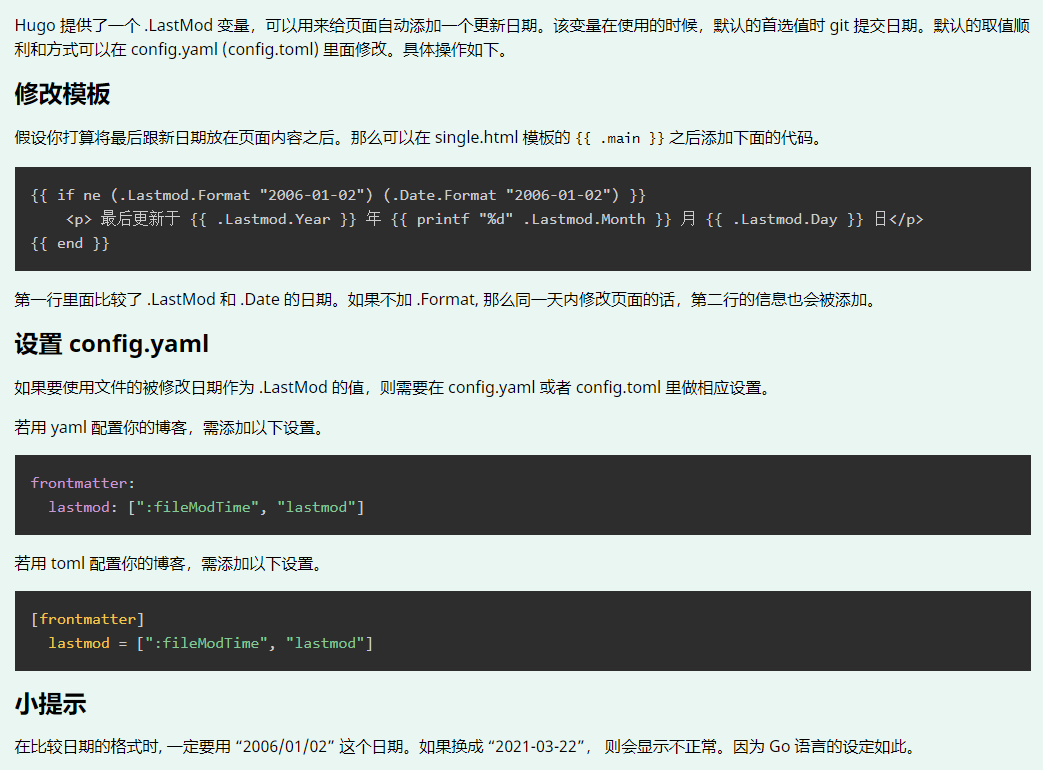 Hugo 提供了一个 .LastMod 变量，可以用来给页面自动添加一个更新日期。该变量在使用的时候，默认的首选值时 git 提交日期。默认的取值顺
利和方式可以在 config.yaml (config.toml) 里面修改。具体操作如下。
修改模板
假设你打算将最后跟新日期放在页面内容之后。那么可以在 single.html 模板的 {{ .main }} 之后添加下面的代码。
{{ if ne (.Lastmod.Format "2006-01-02") (.Date.Format "2006-01-02") }}
    <p> 最后更新于 {{ .Lastmod.Year }} 年 {{ printf "%d" .Lastmod.Month }} 月 {{ .Lastmod.Day }} 日</p>
{{ end }}
第一行里面比较了 .LastMod 和 .Date 的日期。如果不加 .Format, 那么同一天内修改页面的话，第二行的信息也会被添加。
设置 config.yaml
如果要使用文件的被修改日期作为 .LastMod 的值，则需要在 config.yaml 或者 config.toml 里做相应设置。
若用 yaml 配置你的博客，需添加以下设置。
frontmatter:
  lastmod: [":fileModTime", "lastmod"]
若用 toml 配置你的博客，需添加以下设置。
[frontmatter]
  lastmod = [":fileModTime", "lastmod"]
小提示
在比较日期的格式时, 一定要用 “2006/01/02” 这个日期。如果换成 “2021-03-22”， 则会显示不正常。因为 Go 语言的设定如此。